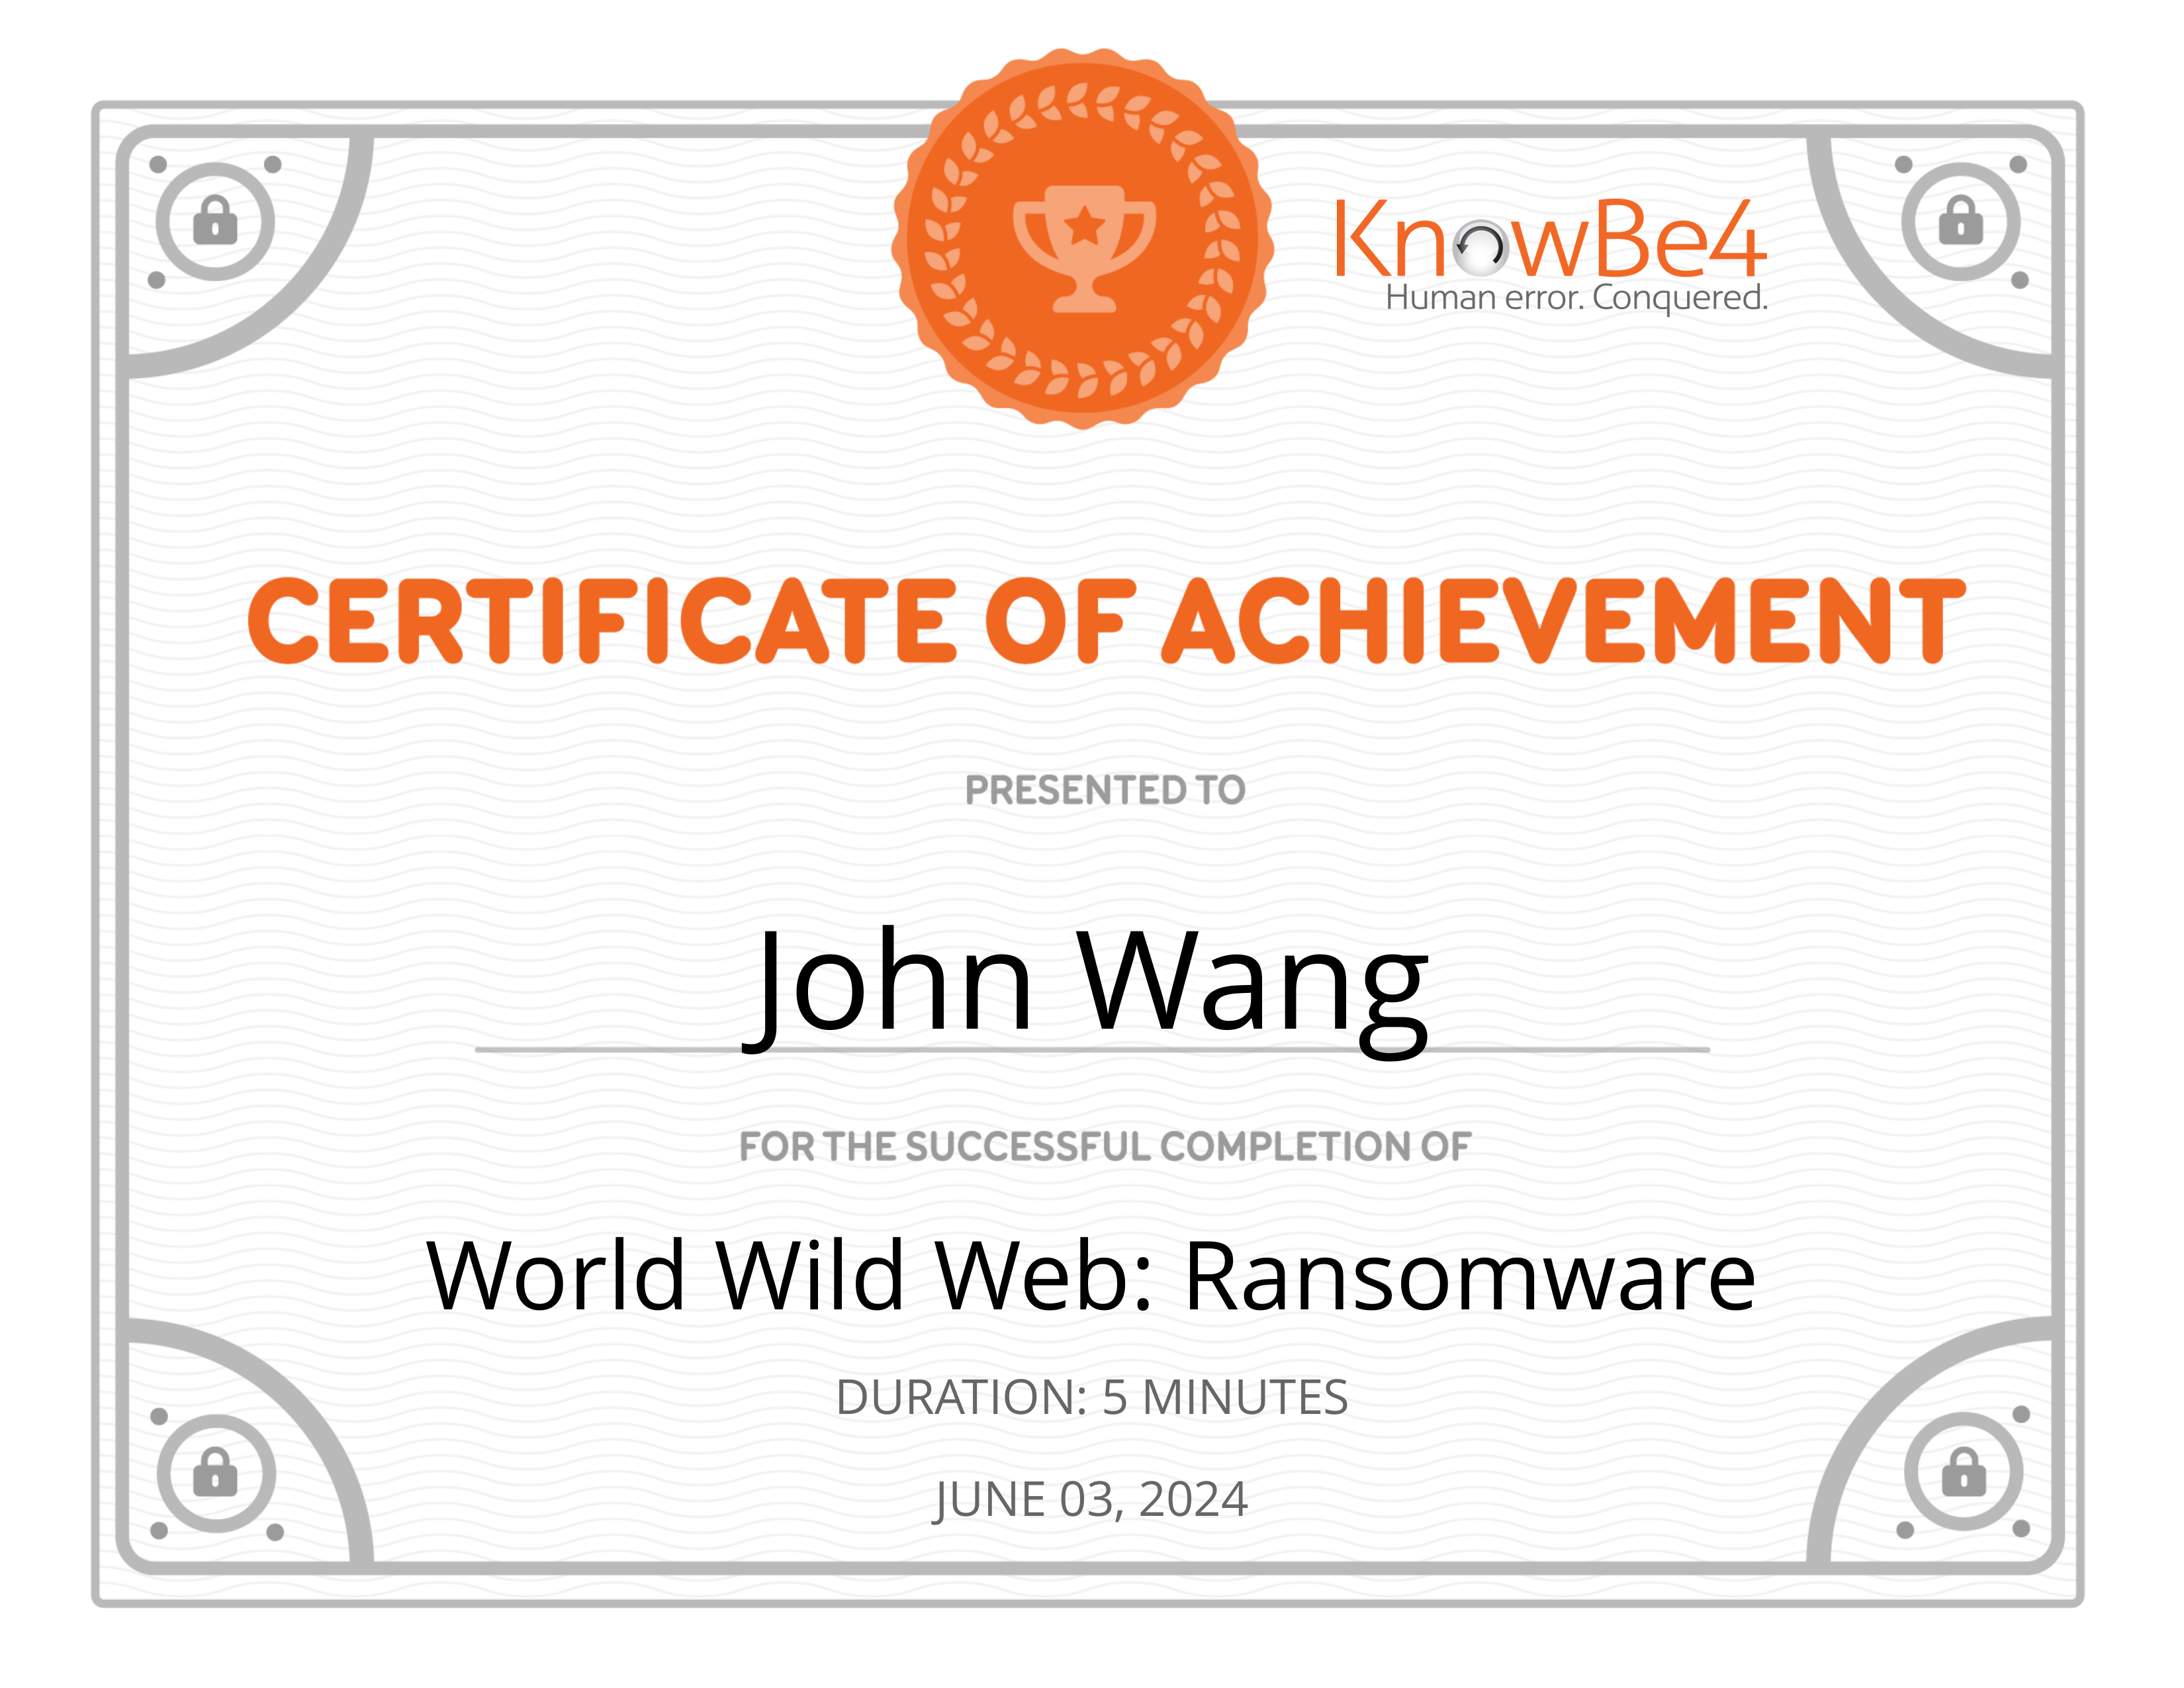 KnowBe4
Human error. Conquered.
CERTIFICATE OF ACHIEVEMENT
PRESENTED TO
John Wang
FOR THE SUCCESSFUL COMPLETION OF
World Wild Web: Ransomware
DURATION: 5 MINUTES
JUNE 03, 2024